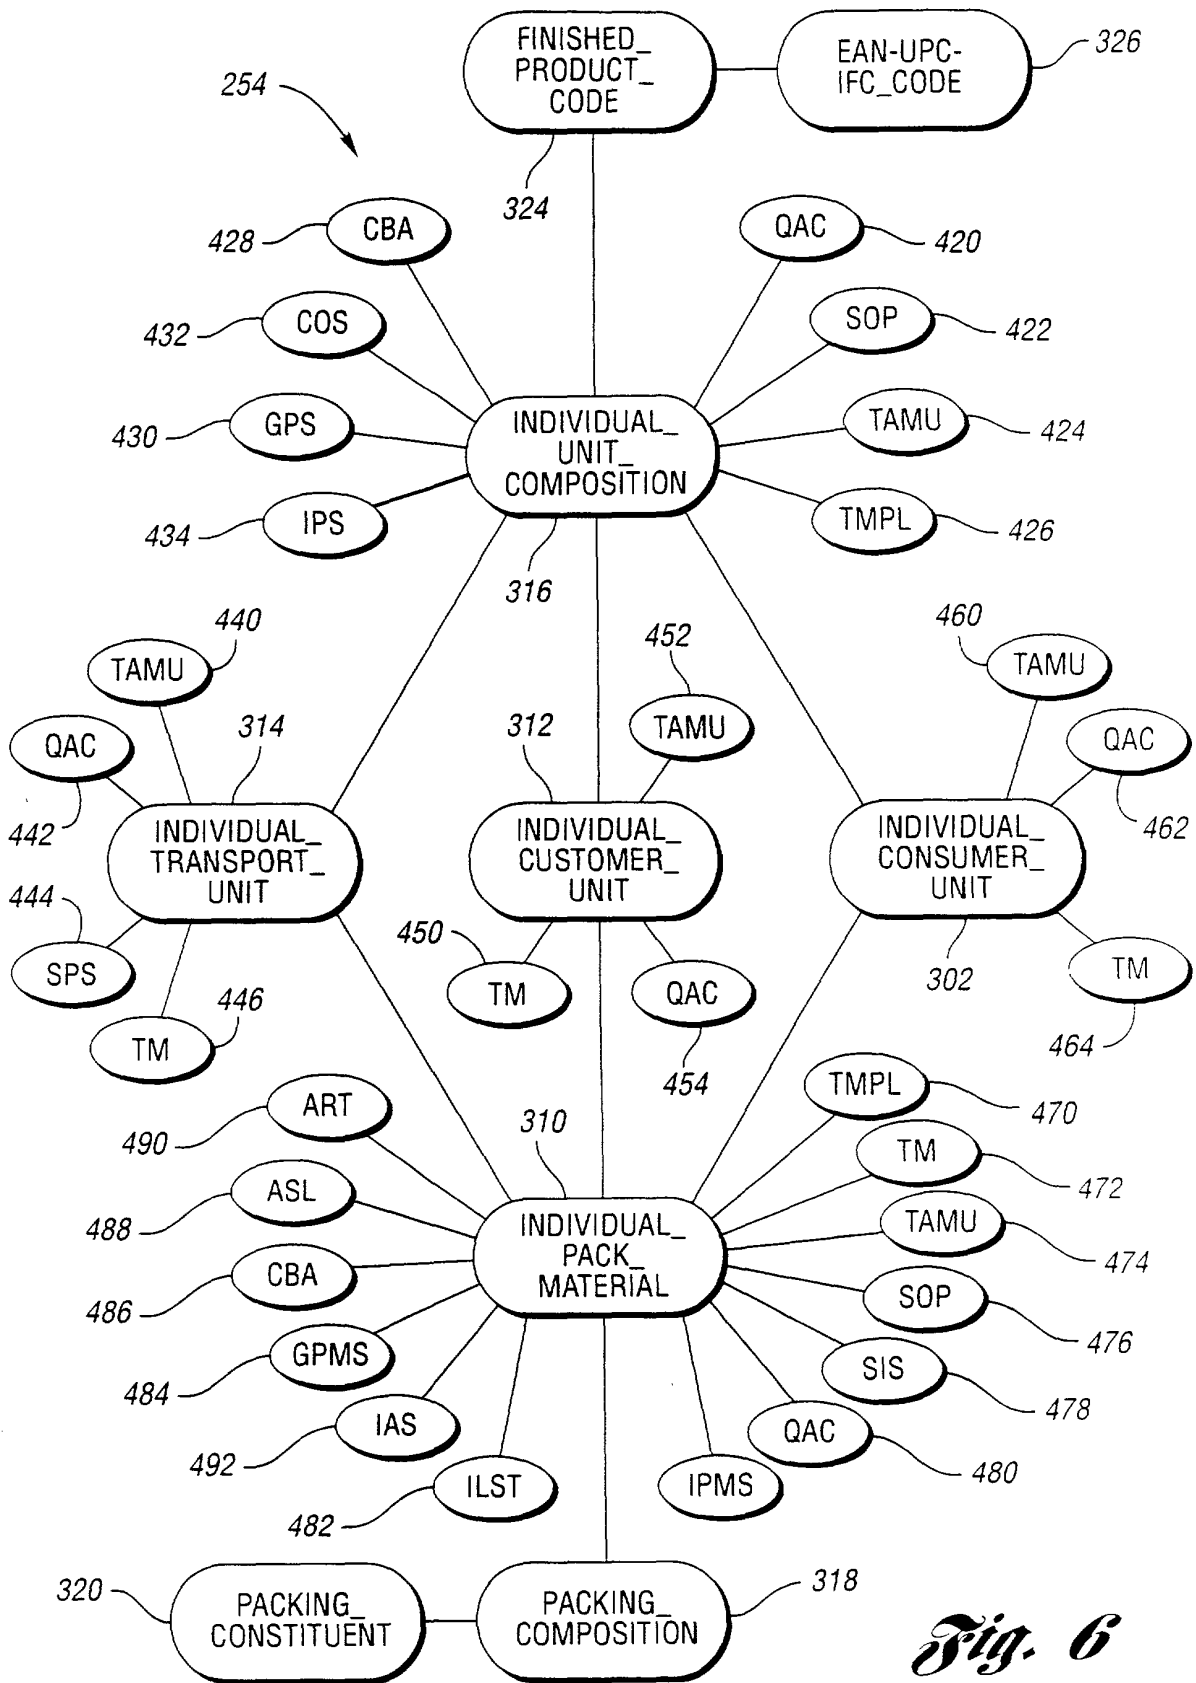 FINISHED_
PRODUCT_
CODE
EAN-UPC-
IFC_CODE
326
254
324
CBA
428
QAC
420
COS
432
SOP
422
GPS
430
TAMU
424
INDIVIDUAL_
UNIT_
COMPOSITION
IPS
434
TMPL
426
316
440
TAMU
452
TAMU
460
TAMU
QAC
442
314
312
QAC
462
INDIVIDUAL_
TRANSPORT_
UNIT
INDIVIDUAL_
CUSTOMER_
UNIT
INDIVIDUAL_
CONSUMER_
UNIT
444
SPS
450
TM
QAC
454
302
TM
464
446
TM
ART
490
310
TMPL
470
TM
472
ASL
488
TAMU
474
INDIVIDUAL_
PACK_
MATERIAL
CBA
486
SOP
476
GPMS
484
SIS
478
IAS
492
QAC
480
ILST
482
IPMS
320
PACKING_
CONSTITUENT
PACKING_
COMPOSITION
318
Fig. 6